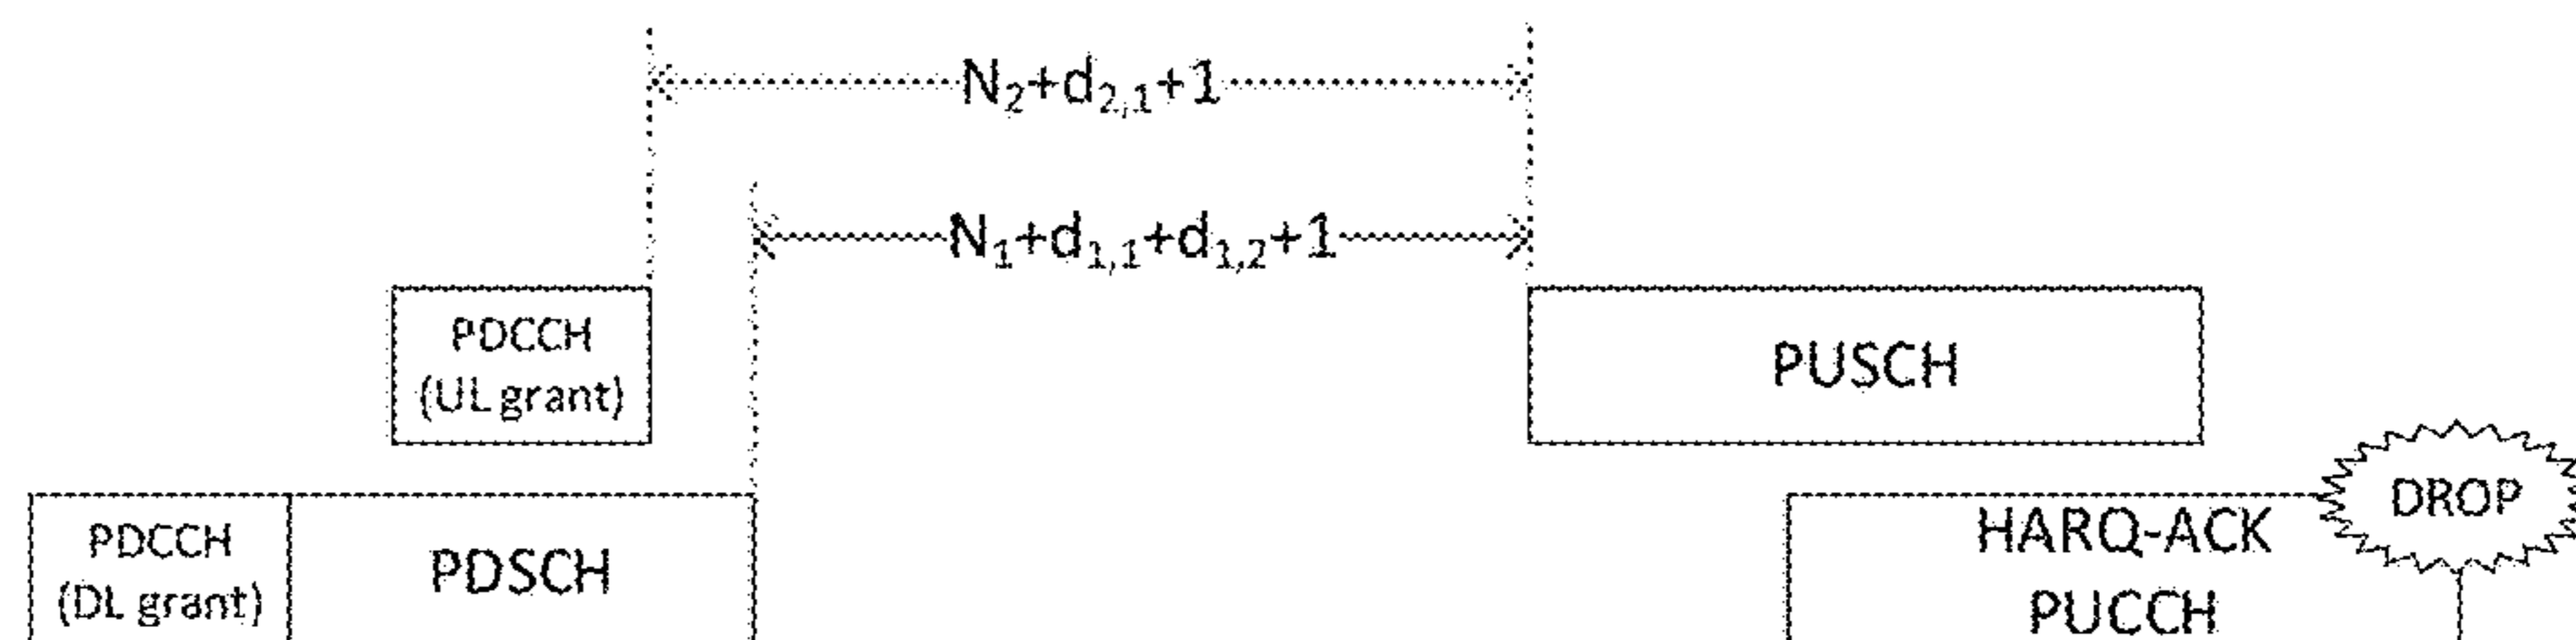 N₂+d₂,₁+1
N₁+d₁,₁+d₁,₂+1
PDCCH
(UL grant)
PUSCH
DROP
PDCCH
(DL grant)
PDSCH
HARQ-ACK
PUCCH